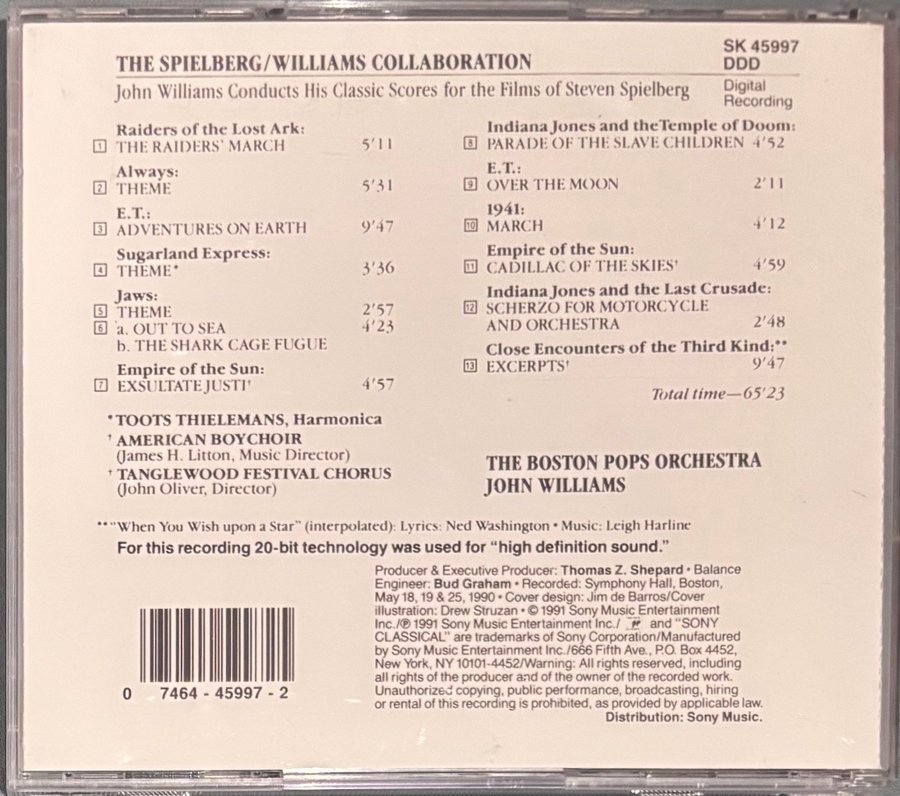 THE SPIELBERG/WILLIAMS COLLABORATION
John Williams Conducts His Classic Scores for the Films of Steven Spielberg
SK 45997
DDD
Digital
Recording
Raiders of the Lost Ark:
1 THE RAIDERS' MARCH 5'11
Always:
2 THEME 5'31
E.T.:
3 ADVENTURES ON EARTH 9'47
Sugarland Express:
4 THEME* 3'36
Jaws:
5 THEME 2'57
6 a. OUT TO SEA 4'23
b. THE SHARK CAGE FUGUE
Empire of the Sun:
7 EXSULTATE JUSTI† 4'57
Indiana Jones and theTemple of Doom:
8 PARADE OF THE SLAVE CHILDREN 4'52
E.T.:
9 OVER THE MOON 2'11
1941:
10 MARCH 4'12
Empire of the Sun:
11 CADILLAC OF THE SKIES† 4'59
Indiana Jones and the Last Crusade:
12 SCHERZO FOR MOTORCYCLE
AND ORCHESTRA 2'48
Close Encounters of the Third Kind:**
13 EXCERPTS† 9'47
Total time—65'23
*TOOTS THIELEMANS, Harmonica
† AMERICAN BOYCHOIR
(James H. Litton, Music Director)
† TANGLEWOOD FESTIVAL CHORUS
(John Oliver, Director)
THE BOSTON POPS ORCHESTRA
JOHN WILLIAMS
**"When You Wish upon a Star" (interpolated): Lyrics: Ned Washington • Music: Leigh Harline
For this recording 20-bit technology was used for "high definition sound."
Producer & Executive Producer: Thomas Z. Shepard • Balance
Engineer: Bud Graham • Recorded: Symphony Hall, Boston,
May 18, 19 & 25, 1990 • Cover design: Jim de Barros/Cover
illustration: Drew Struzan • © 1991 Sony Music Entertainment
Inc./℗ 1991 Sony Music Entertainment Inc./ and "SONY
CLASSICAL" are trademarks of Sony Corporation/Manufactured
by Sony Music Entertainment Inc./666 Fifth Ave., P.O. Box 4452,
New York, NY 10101-4452/Warning: All rights reserved, including
all rights of the producer and of the owner of the recorded work.
Unauthorized copying, public performance, broadcasting, hiring
or rental of this recording is prohibited, as provided by applicable law.
Distribution: Sony Music.
0 7464-45997-2